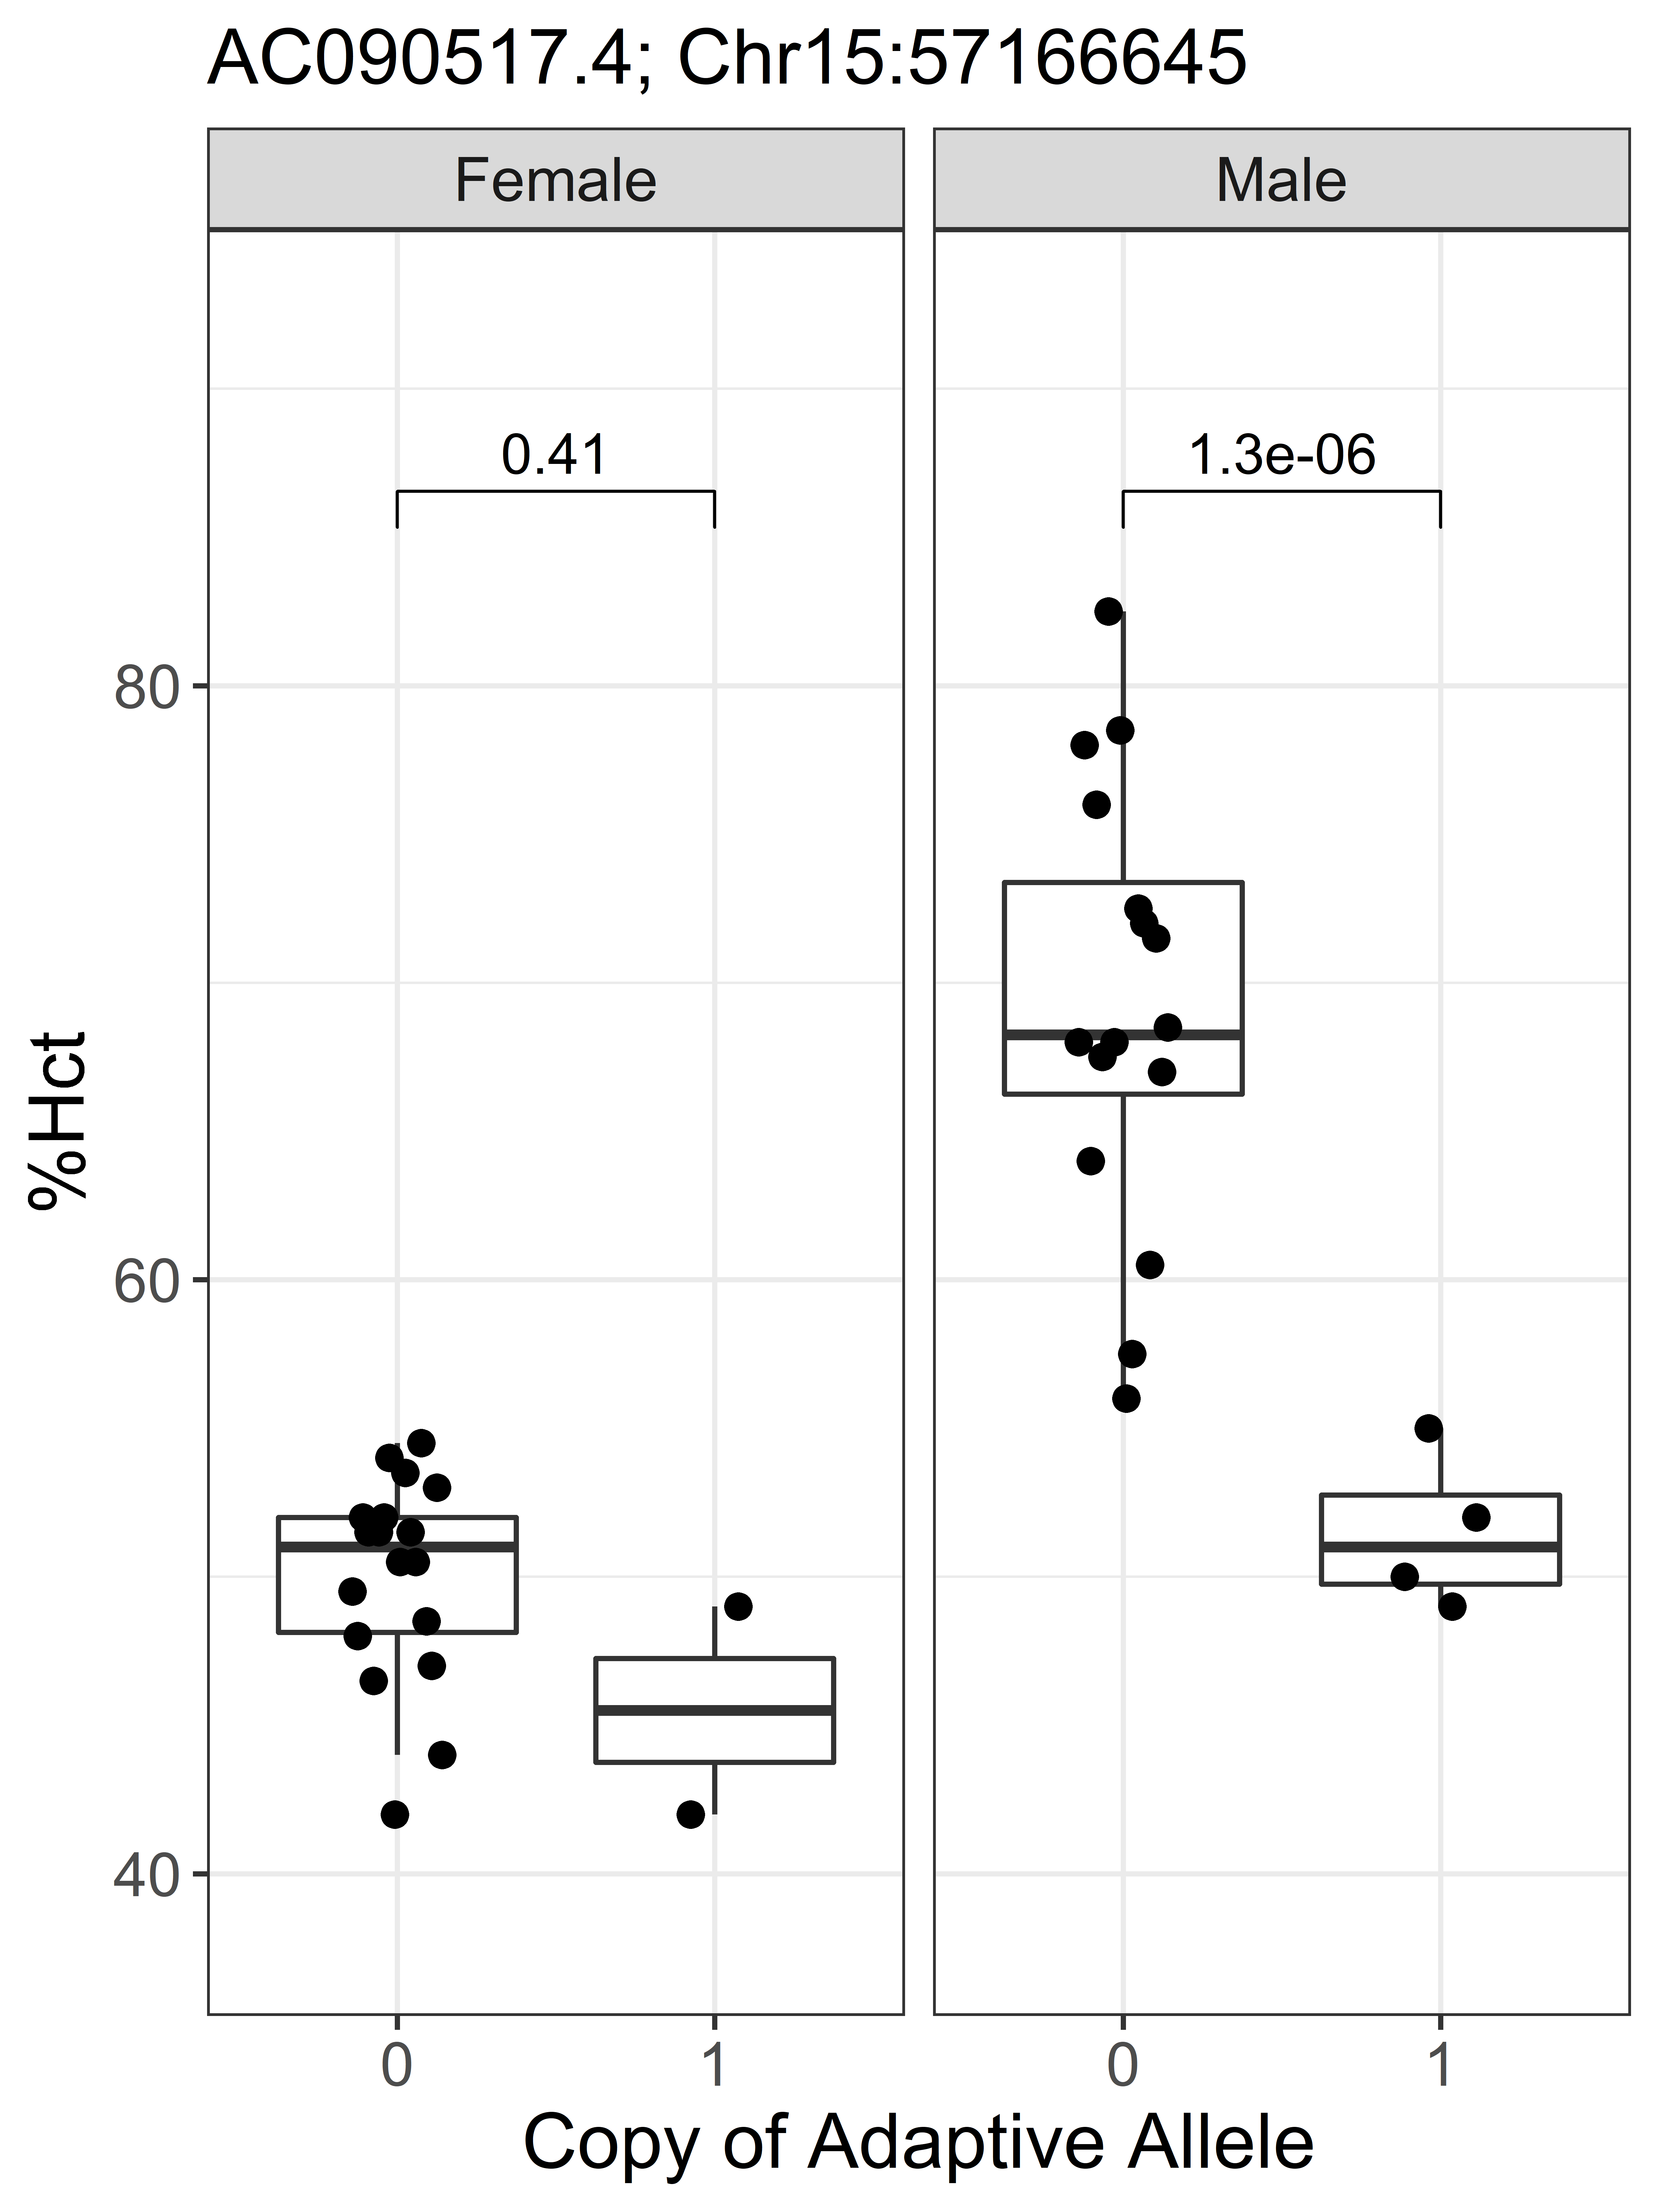 AC090517.4; Chr15:57166645
Female
Male
0.41
1.3e-06
80
60
40
%Hct
0
1
0
1
Copy of Adaptive Allele